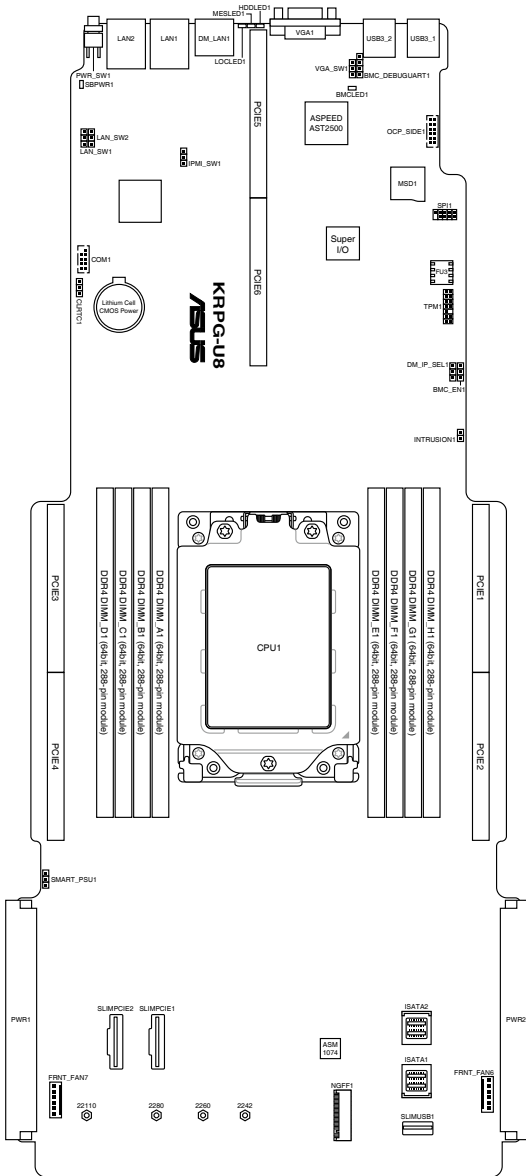 HDDLED1
MESLED1
LOCLED1
LAN2
LAN1
DM_LAN1
VGA1
USB3_2
USB3_1
PWR_SW1
SBPWR1
VGA_SW1
BMC_DEBUGUART1
BMCLED1
PCIE5
ASPEED
AST2500
OCP_SIDE1
LAN_SW2
LAN_SW1
IPMI_SW1
MSD1
SPI1
Super
I/O
COM1
FU3
CLRTC1
Lithium Cell
CMOS Power
KRPG-U8
ASUS
PCIE6
TPM1
DM_IP_SEL1
BMC_EN1
INTRUSION1
PCIE3
DDR4 DIMM_D1 (64bit, 288-pin module)
DDR4 DIMM_C1 (64bit, 288-pin module)
DDR4 DIMM_B1 (64bit, 288-pin module)
DDR4 DIMM_A1 (64bit, 288-pin module)
CPU1
DDR4 DIMM_E1 (64bit, 288-pin module)
DDR4 DIMM_F1 (64bit, 288-pin module)
DDR4 DIMM_G1 (64bit, 288-pin module)
DDR4 DIMM_H1 (64bit, 288-pin module)
PCIE1
PCIE4
PCIE2
SMART_PSU1
PWR1
PWR2
SLIMPCIE2
SLIMPCIE1
ISATA2
ASM
1074
ISATA1
FRNT_FAN7
FRNT_FAN6
NGFF1
22110
2280
2260
2242
SLIMUSB1